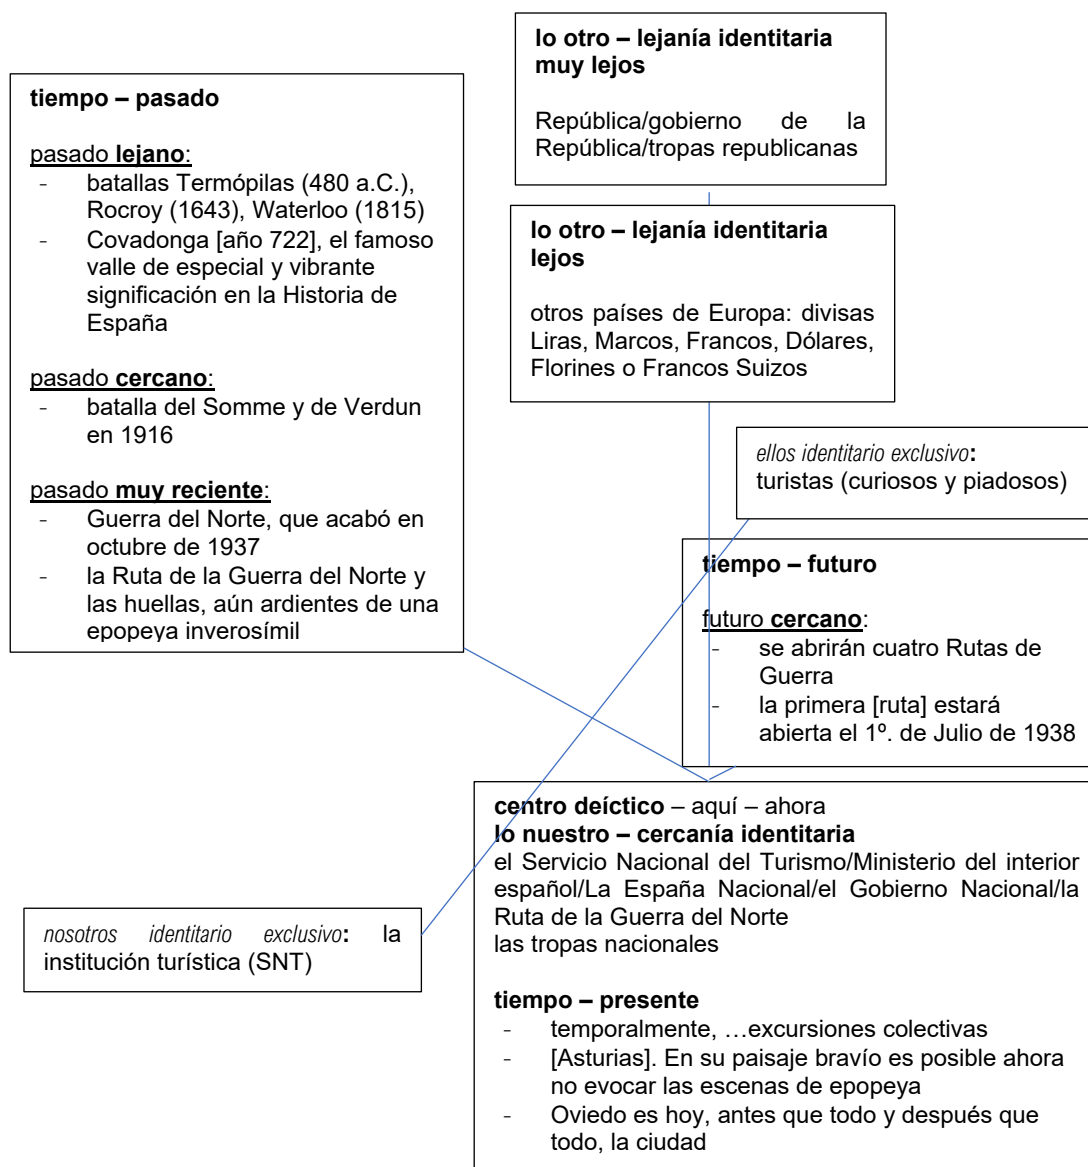 lo otro – lejanía identitaria
muy lejos
República/gobierno de la
República/tropas republicanas
tiempo – pasado
pasado lejano:
- batallas Termópilas (480 a.C.),
Rocroy (1643), Waterloo (1815)
- Covadonga [año 722], el famoso
valle de especial y vibrante
significación en la Historia de
España
pasado cercano:
- batalla del Somme y de Verdun
en 1916
pasado muy reciente:
- Guerra del Norte, que acabó en
octubre de 1937
- la Ruta de la Guerra del Norte y
las huellas, aún ardientes de una
epopeya inverosímil
lo otro – lejanía identitaria
lejos
otros países de Europa: divisas
Liras, Marcos, Francos, Dólares,
Florines o Francos Suizos
ellos identitario exclusivo:
turistas (curiosos y piadosos)
tiempo – futuro
futuro cercano:
- se abrirán cuatro Rutas de
Guerra
- la primera [ruta] estará
abierta el 1º. de Julio de 1938
centro deíctico – aquí – ahora
lo nuestro – cercanía identitaria
el Servicio Nacional del Turismo/Ministerio del interior
español/La España Nacional/el Gobierno Nacional/la
Ruta de la Guerra del Norte
las tropas nacionales
tiempo – presente
- temporalmente, …excursiones colectivas
- [Asturias]. En su paisaje bravío es posible ahora
no evocar las escenas de epopeya
- Oviedo es hoy, antes que todo y después que
todo, la ciudad
nosotros identitario exclusivo: la
institución turística (SNT)